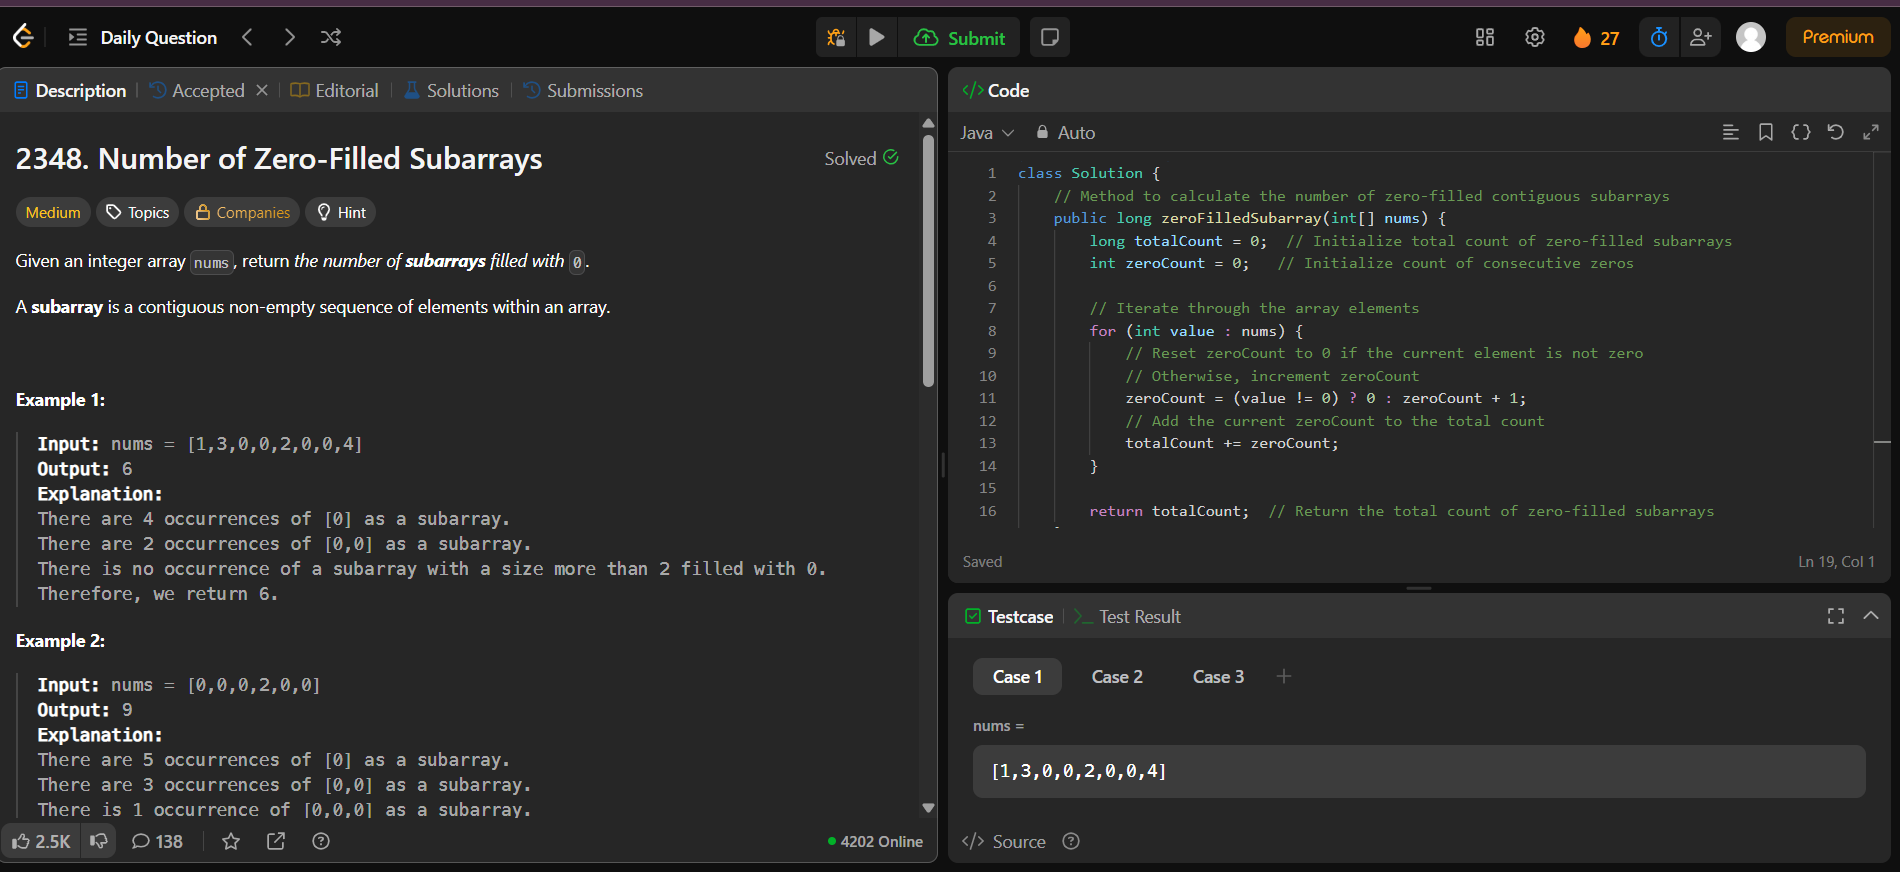 Daily Question
Submit
27
Premium
Description
Accepted
Editorial
Solutions
Submissions
2348. Number of Zero-Filled Subarrays
Solved
Medium
Topics
Companies
Hint
Given an integer array nums, return the number of subarrays filled with 0.
A subarray is a contiguous non-empty sequence of elements within an array.
Example 1:
Input: nums = [1,3,0,0,2,0,0,4]
Output: 6
Explanation:
There are 4 occurrences of [0] as a subarray.
There are 2 occurrences of [0,0] as a subarray.
There is no occurrence of a subarray with a size more than 2 filled with 0.
Therefore, we return 6.
Example 2:
Input: nums = [0,0,0,2,0,0]
Output: 9
Explanation:
There are 5 occurrences of [0] as a subarray.
There are 3 occurrences of [0,0] as a subarray.
There is 1 occurrence of [0,0,0] as a subarray.
2.5K
138
4202 Online
</> Code
Java
Auto
1 class Solution {
2 // Method to calculate the number of zero-filled contiguous subarrays
3 public long zeroFilledSubarray(int[] nums) {
4 long totalCount = 0; // Initialize total count of zero-filled subarrays
5 int zeroCount = 0; // Initialize count of consecutive zeros
6
7 // Iterate through the array elements
8 for (int value : nums) {
9 // Reset zeroCount to 0 if the current element is not zero
10 // Otherwise, increment zeroCount
11 zeroCount = (value != 0) ? 0 : zeroCount + 1;
12 // Add the current zeroCount to the total count
13 totalCount += zeroCount;
14 }
15
16 return totalCount; // Return the total count of zero-filled subarrays
Saved
Ln 19, Col 1
Testcase
>_ Test Result
Case 1
Case 2
Case 3
+
nums =
[1,3,0,0,2,0,0,4]
</> Source